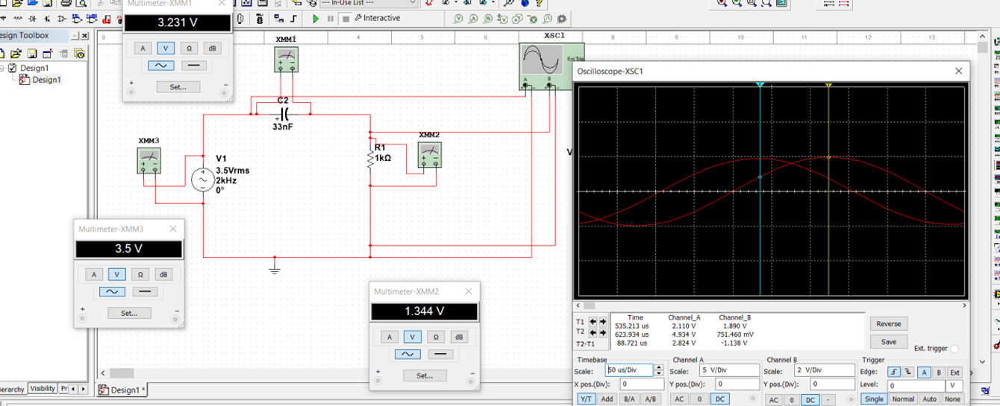 Multimeter-XMM1
3.231 V
A V Ω dB
Set...
+ −
In-Use List
Interactive
Design Toolbox
Design1
Design1
0 4 5 6 8 9 10 11 12 13
XMM1
C2
33nF
XSC1
Ext Trig
A B
XMM3
V1
3.5Vrms
2kHz
0°
R1
1kΩ
XMM2
V
Multimeter-XMM3
3.5 V
A V Ω dB
Set...
+ −
Multimeter-XMM2
1.344 V
A V Ω dB
Set...
+ −
Hierarchy Visibility Pr
Design1 *
Oscilloscope-XSC1
Time Channel_A Channel_B
T1 535.213 us 2.110 V 1.890 V
T2 623.934 us 4.934 V 751.460 mV
T2-T1 88.721 us 2.824 V -1.138 V
Reverse
Save
Ext. trigger
Timebase
Scale: 50 us/Div
X pos.(Div): 0
Y/T Add B/A A/B
Channel A
Scale: 5 V/Div
Y pos.(Div): 0
AC 0 DC
Channel B
Scale: 2 V/Div
Y pos.(Div): 0
AC 0 DC -
Trigger
Edge: A B Ext
Level: 0 V
Single Normal Auto None